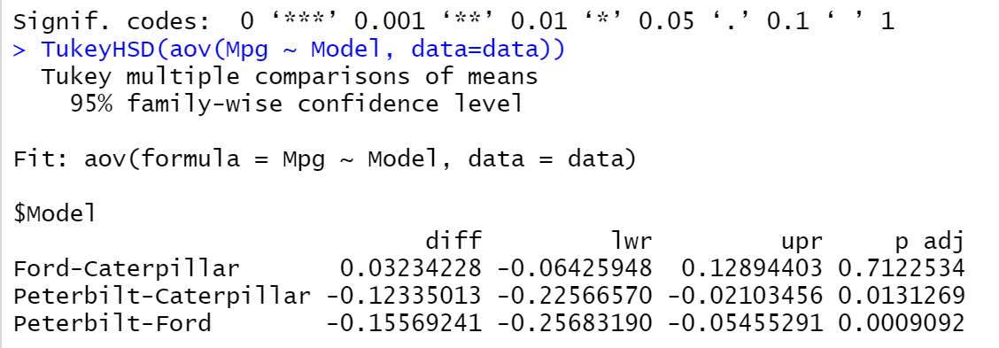 Signif. codes:  0 ‘***’ 0.001 ‘**’ 0.01 ‘*’ 0.05 ‘.’ 0.1 ‘ ’ 1
> TukeyHSD(aov(Mpg ~ Model, data=data))
  Tukey multiple comparisons of means
    95% family-wise confidence level

Fit: aov(formula = Mpg ~ Model, data = data)

$Model
                             diff         lwr         upr     p adj
Ford-Caterpillar       0.03234228 -0.06425948  0.12894403 0.7122534
Peterbilt-Caterpillar -0.12335013 -0.22566570 -0.02103456 0.0131269
Peterbilt-Ford        -0.15569241 -0.25683190 -0.05455291 0.0009092